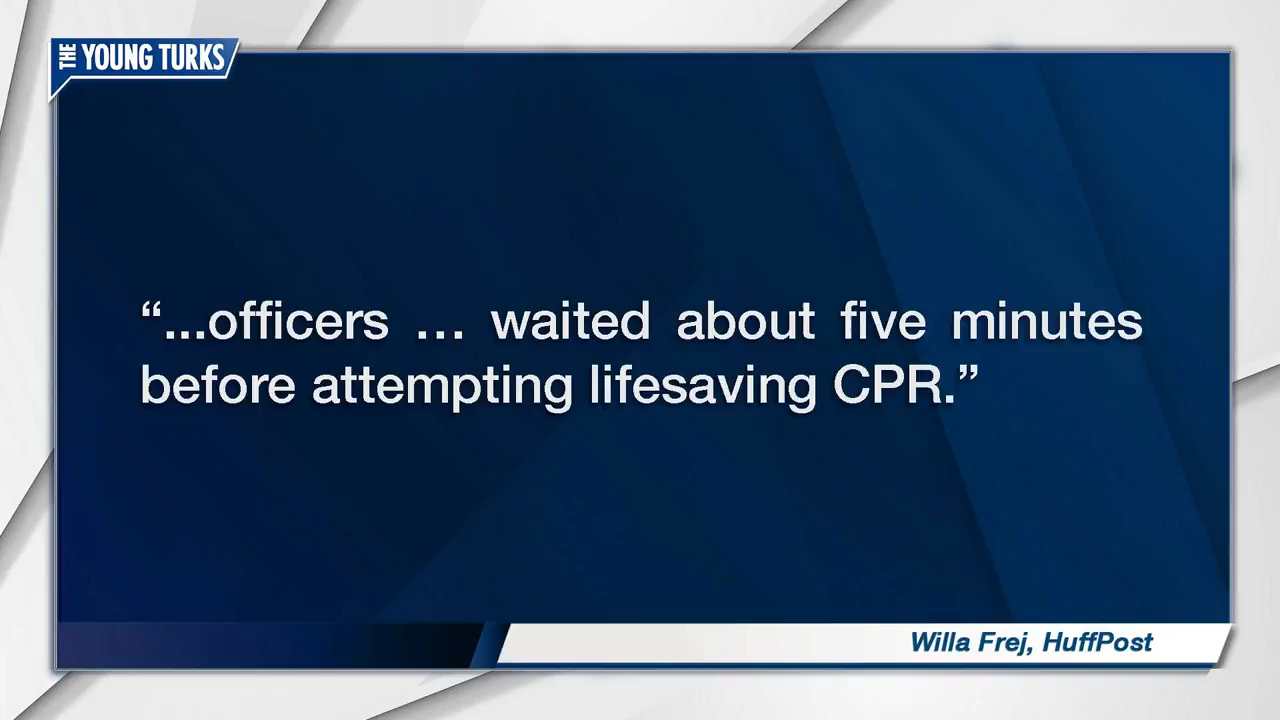 THE YOUNG TURKS
“...officers … waited about five minutes
before attempting lifesaving CPR.”
Willa Frej, HuffPost